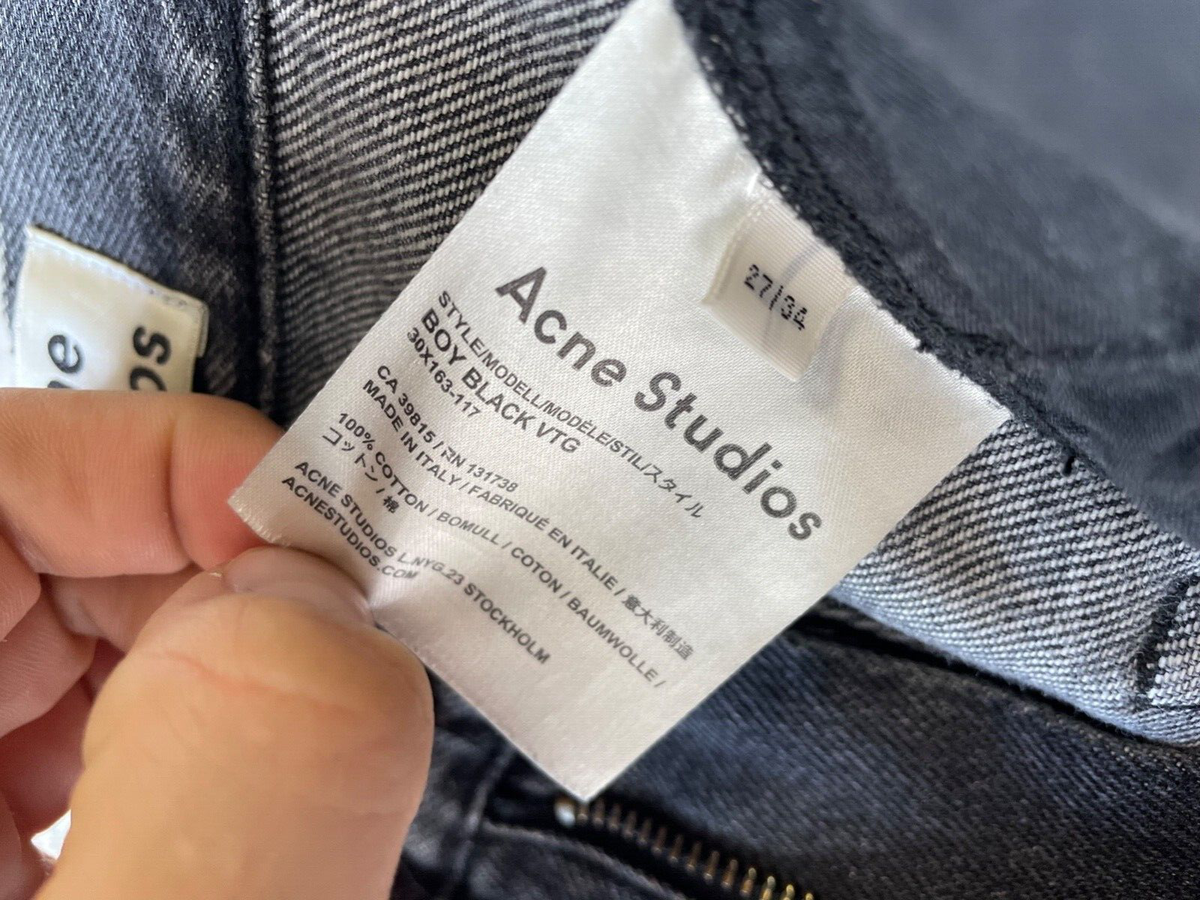 27/34
Acne Studios
STYLE/MODELL/MODÈLE/STIL/スタイル
BOY BLACK VTG
30X163-117
CA 39815 / RN 131738
MADE IN ITALY / FABRIQUÉ EN ITALIE / 意大利制造
100% COTTON / BOMULL / COTON / BAUMWOLLE /
コットン / 棉
ACNE STUDIOS L.NYG.23 STOCKHOLM
ACNESTUDIOS.COM
ne
os